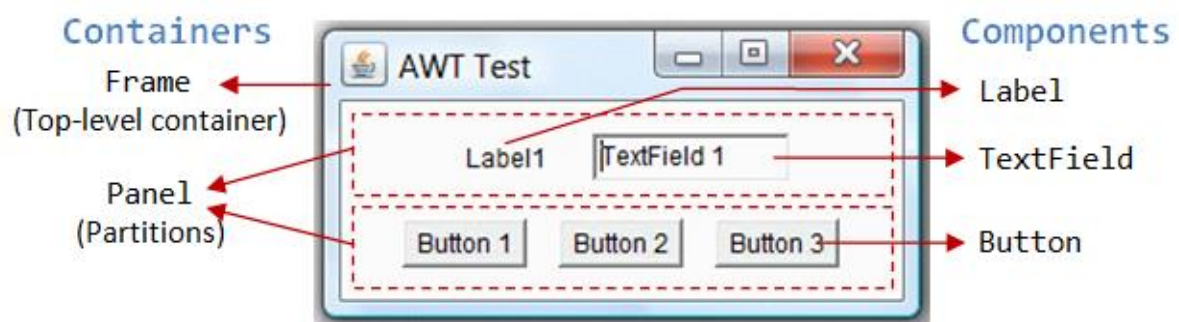 Containers
Frame
(Top-level container)
Panel
(Partitions)
AWT Test
Label1
TextField 1
Button 1
Button 2
Button 3
Components
Label
TextField
Button